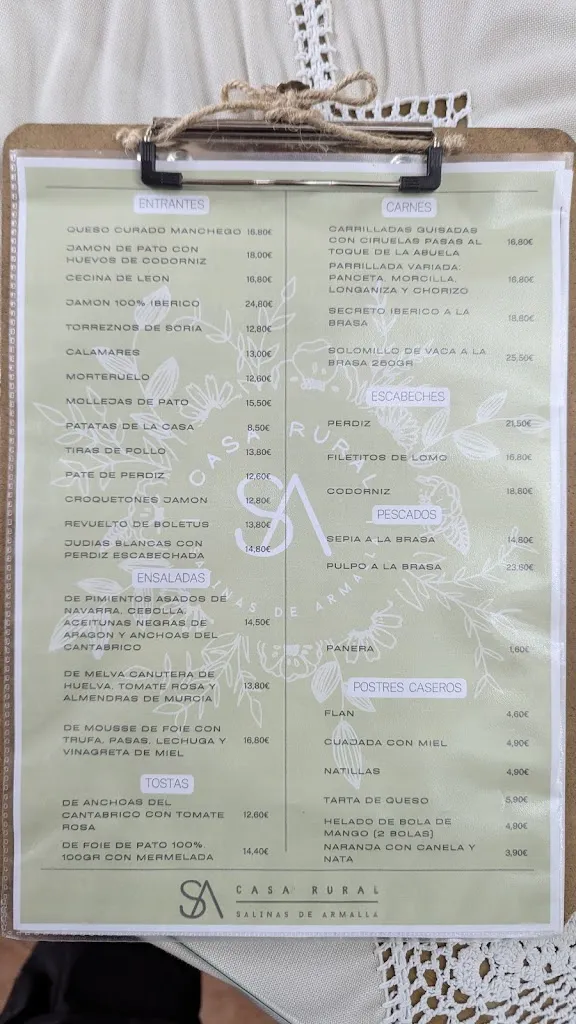 ENTRANTES
QUESO CURADO MANCHEGO 16,80€
JAMON DE PATO CON
HUEVOS DE CODORNIZ 18,00€
CECINA DE LEON 16,80€
JAMON 100% IBERICO 24,80€
TORREZNOS DE SORIA 12,80€
CALAMARES 13,00€
MORTERUELO 12,60€
MOLLEJAS DE PATO 15,50€
PATATAS DE LA CASA 8,50€
TIRAS DE POLLO 13,80€
PATE DE PERDIZ 12,60€
CROQUETONES JAMON 12,80€
REVUELTO DE BOLETUS 13,80€
JUDIAS BLANCAS CON
PERDIZ ESCABECHADA 14,80€
ENSALADAS
DE PIMIENTOS ASADOS DE
NAVARRA, CEBOLLA,
ACEITUNAS NEGRAS DE
ARAGON Y ANCHOAS DEL
CANTABRICO 14,50€
DE MELVA CANUTERA DE
HUELVA, TOMATE ROSA Y
ALMENDRAS DE MURCIA 13,80€
DE MOUSSE DE FOIE CON
TRUFA, PASAS, LECHUGA Y
VINAGRETA DE MIEL 16,80€
TOSTAS
DE ANCHOAS DEL
CANTABRICO CON TOMATE
ROSA 12,60€
DE FOIE DE PATO 100%
100GR CON MERMELADA 14,40€
CARNES
CARRILLADAS GUISADAS
CON CIRUELAS PASAS AL
TOQUE DE LA ABUELA 16,80€
PARRILLADA VARIADA:
PANCETA, MORCILLA,
LONGANIZA Y CHORIZO 16,80€
SECRETO IBERICO A LA
BRASA 18,80€
SOLOMILLO DE VACA A LA
BRASA 250GR 25,50€
ESCABECHES
PERDIZ 21,50€
FILETITOS DE LOMO 16,80€
CODORNIZ 18,80€
PESCADOS
SEPIA A LA BRASA 14,80€
PULPO A LA BRASA 23,80€
PANERA 1,60€
POSTRES CASEROS
FLAN 4,60€
CUAJADA CON MIEL 4,90€
NATILLAS 4,90€
TARTA DE QUESO 5,90€
HELADO DE BOLA DE
MANGO (2 BOLAS) 4,90€
NARANJA CON CANELA Y
NATA 3,90€
CASA RURAL
SA
SALINAS DE ARMALLA
SA CASA RURAL
SALINAS DE ARMALLA